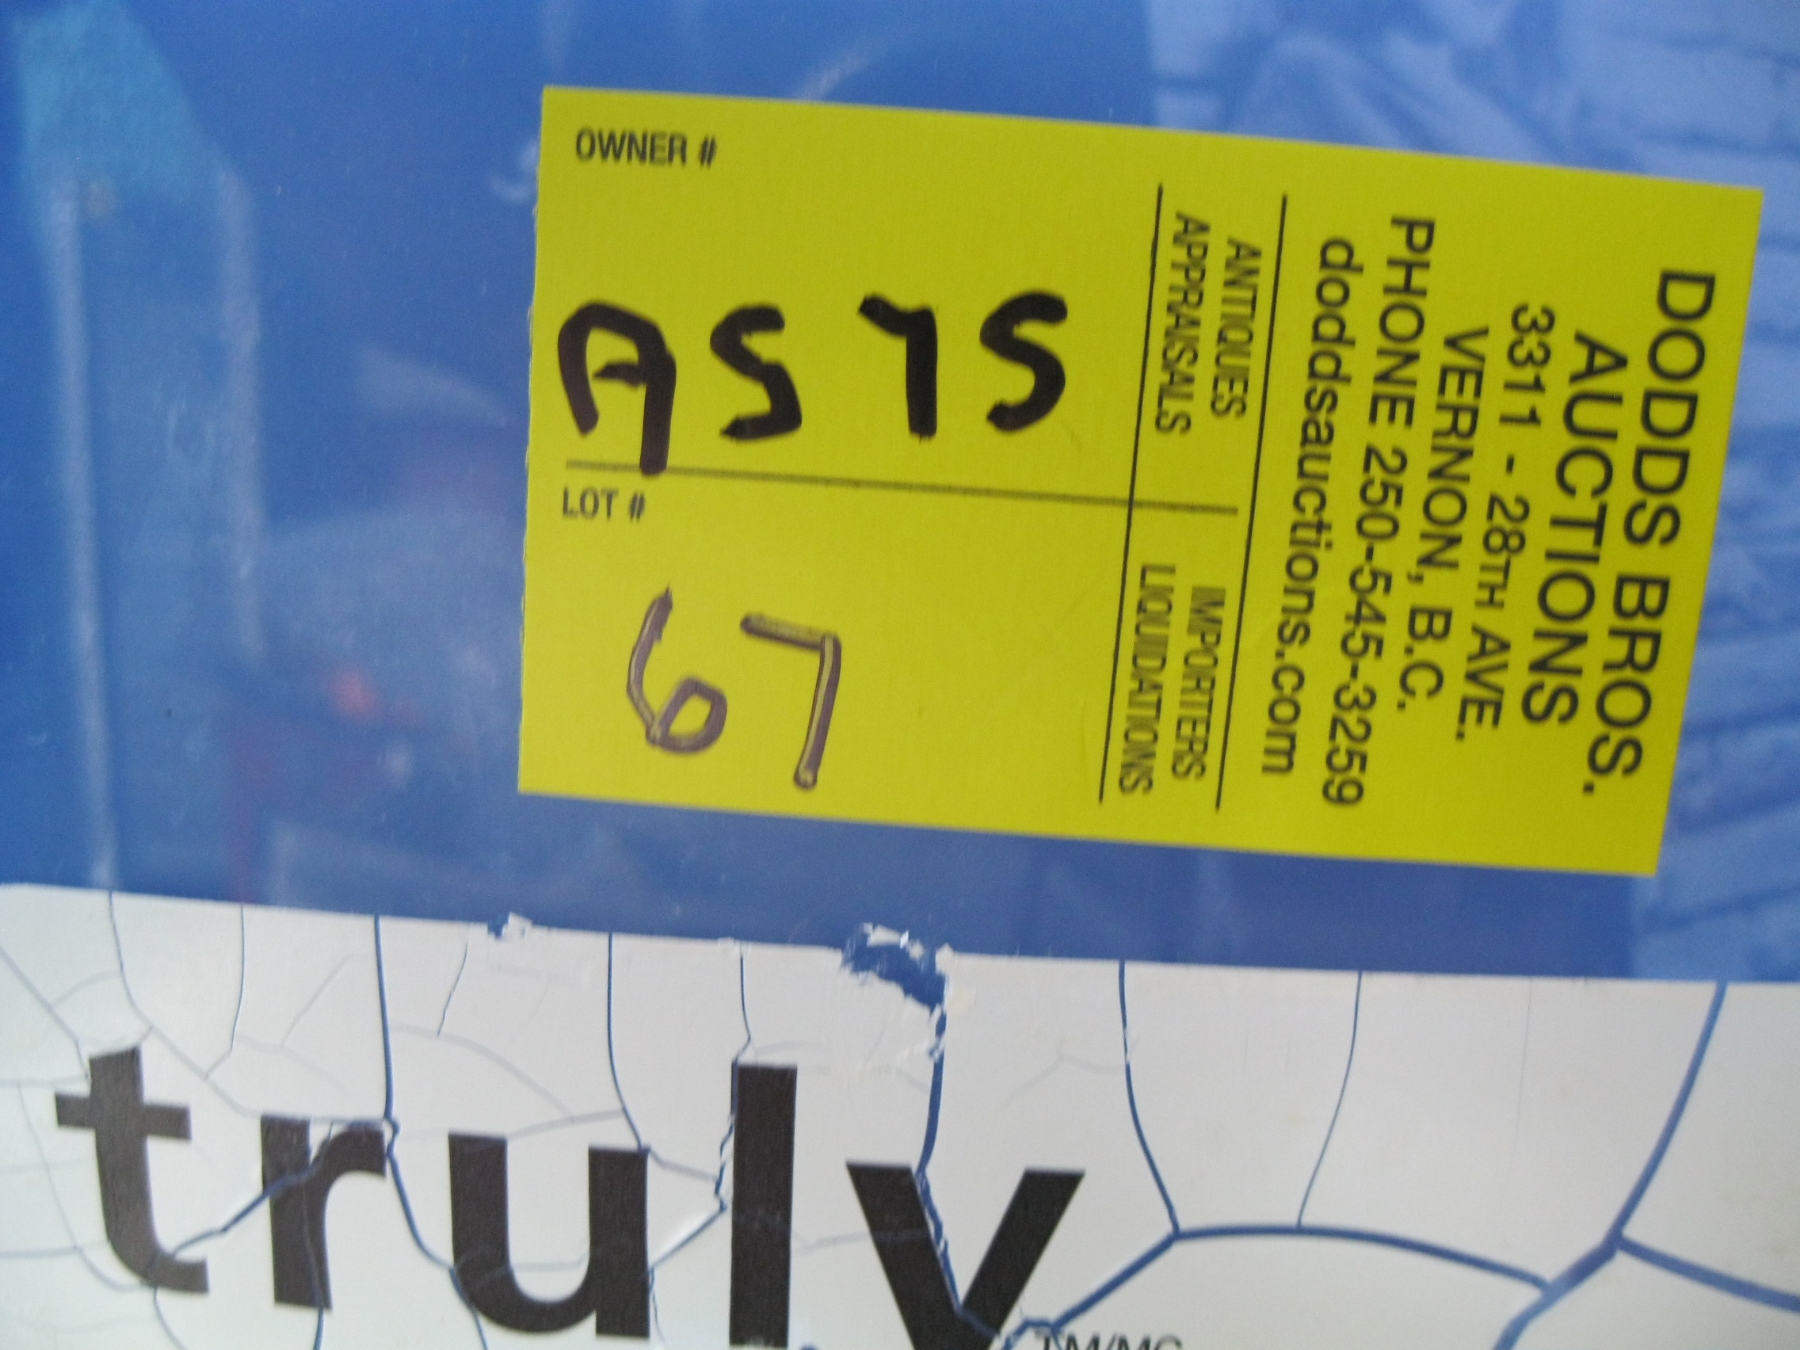 DODDS BROS.
AUCTIONS
3311 - 28TH AVE.
VERNON, B.C.
PHONE 250-545-3259
doddsauctions.com
ANTIQUES
APPRAISALS
IMPORTERS
LIQUIDATIONS
OWNER #
ASYS
LOT #
67
truly
TM/MC